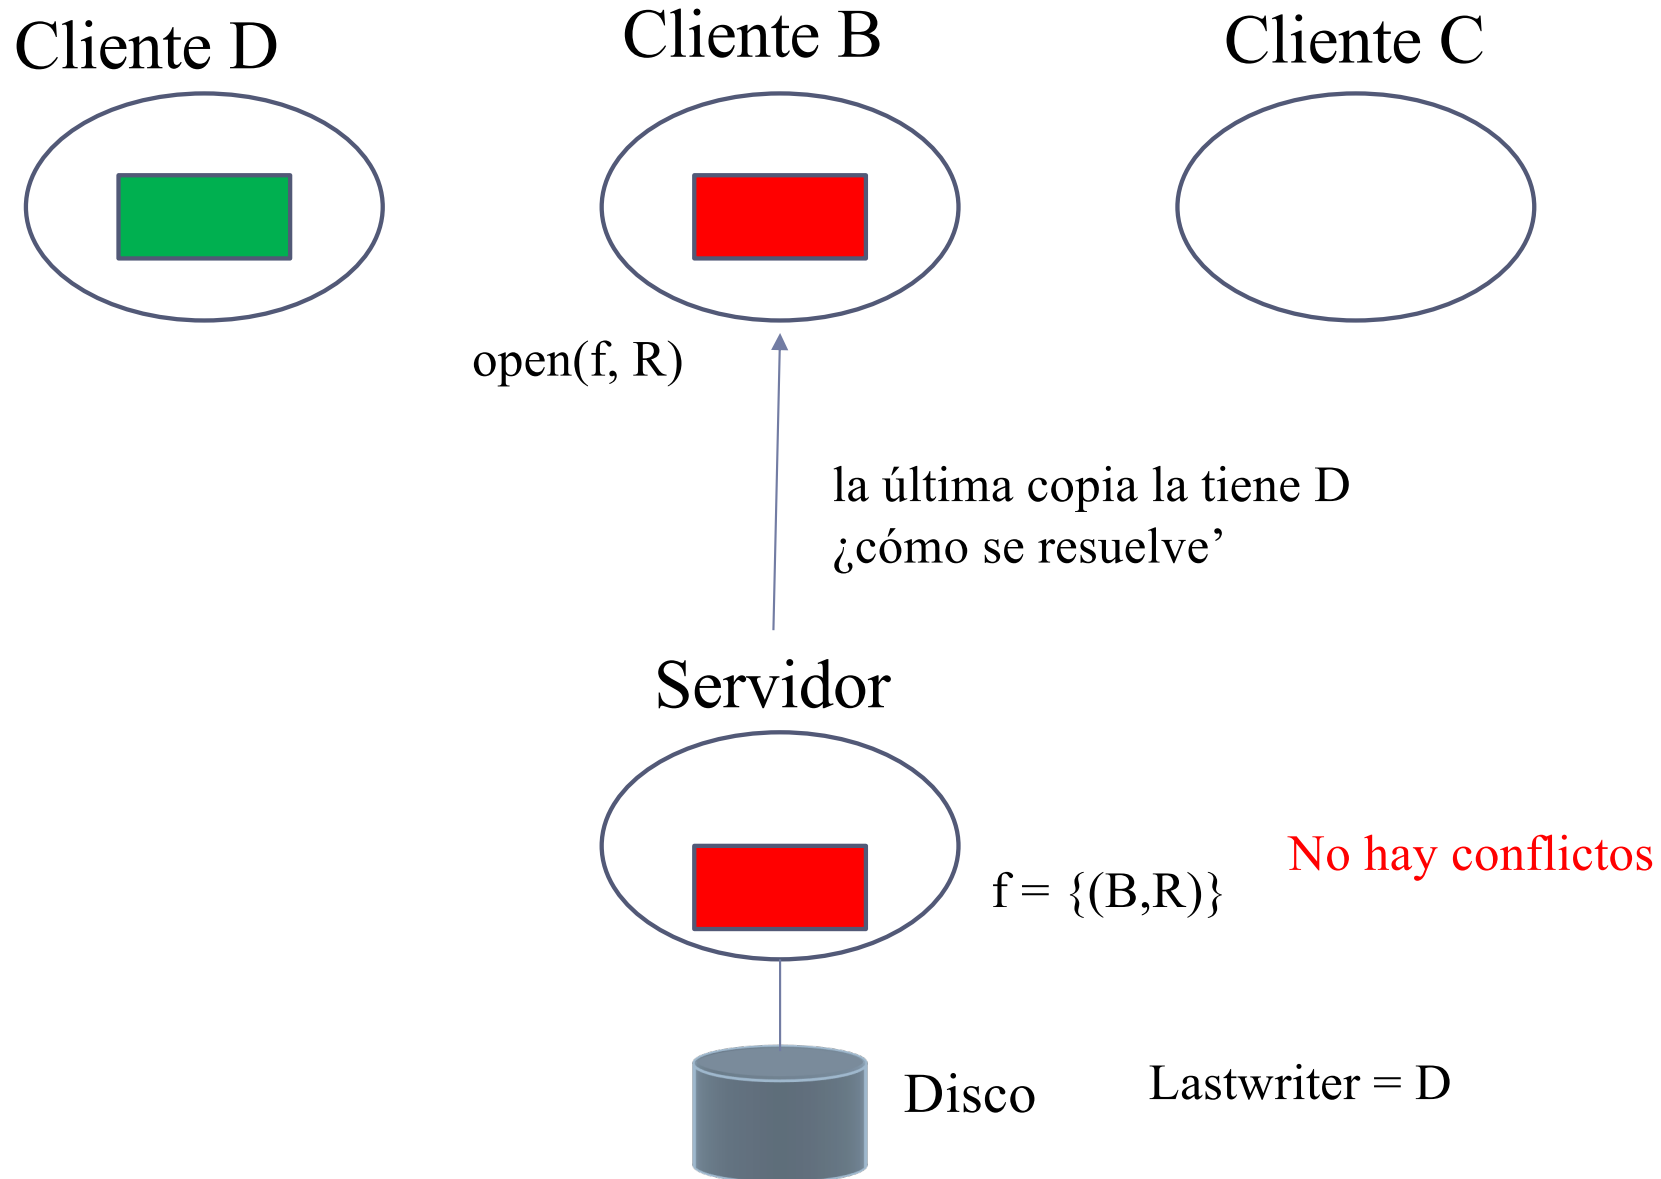 Cliente D
Cliente B
Cliente C
open(f, R)
la última copia la tiene D
¿cómo se resuelve’
Servidor
No hay conflictos
f = {(B,R)}
Disco
Lastwriter = D